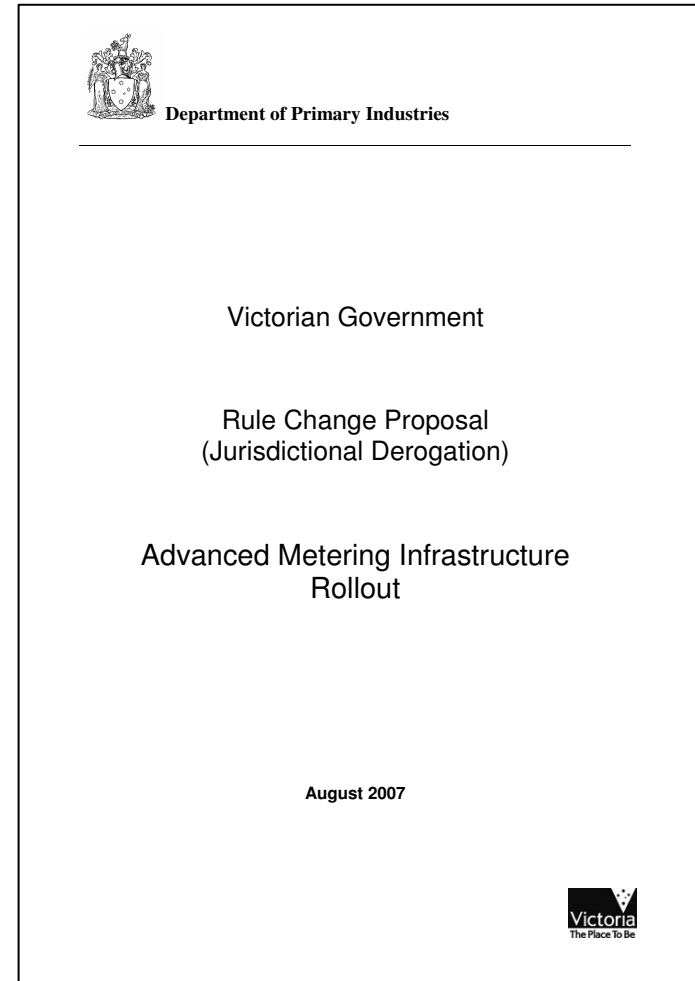 Department of Primary Industries
Victorian Government
Rule Change Proposal
(Jurisdictional Derogation)
Advanced Metering Infrastructure
Rollout
August 2007
Victoria
The Place To Be